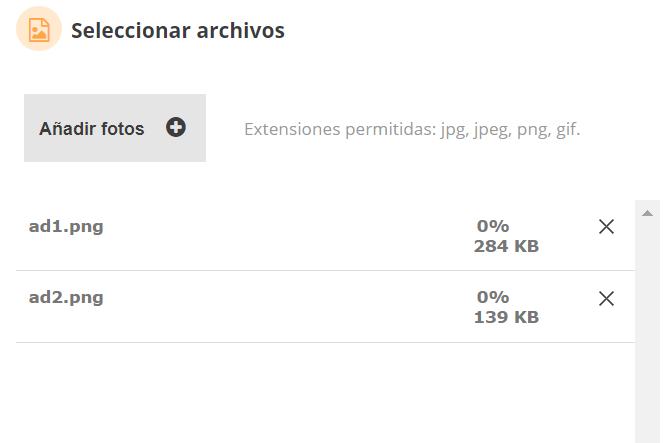 Seleccionar archivos
Añadir fotos
Extensiones permitidas: jpg, jpeg, png, gif.
ad1.png
0%
284 KB
ad2.png
0%
139 KB